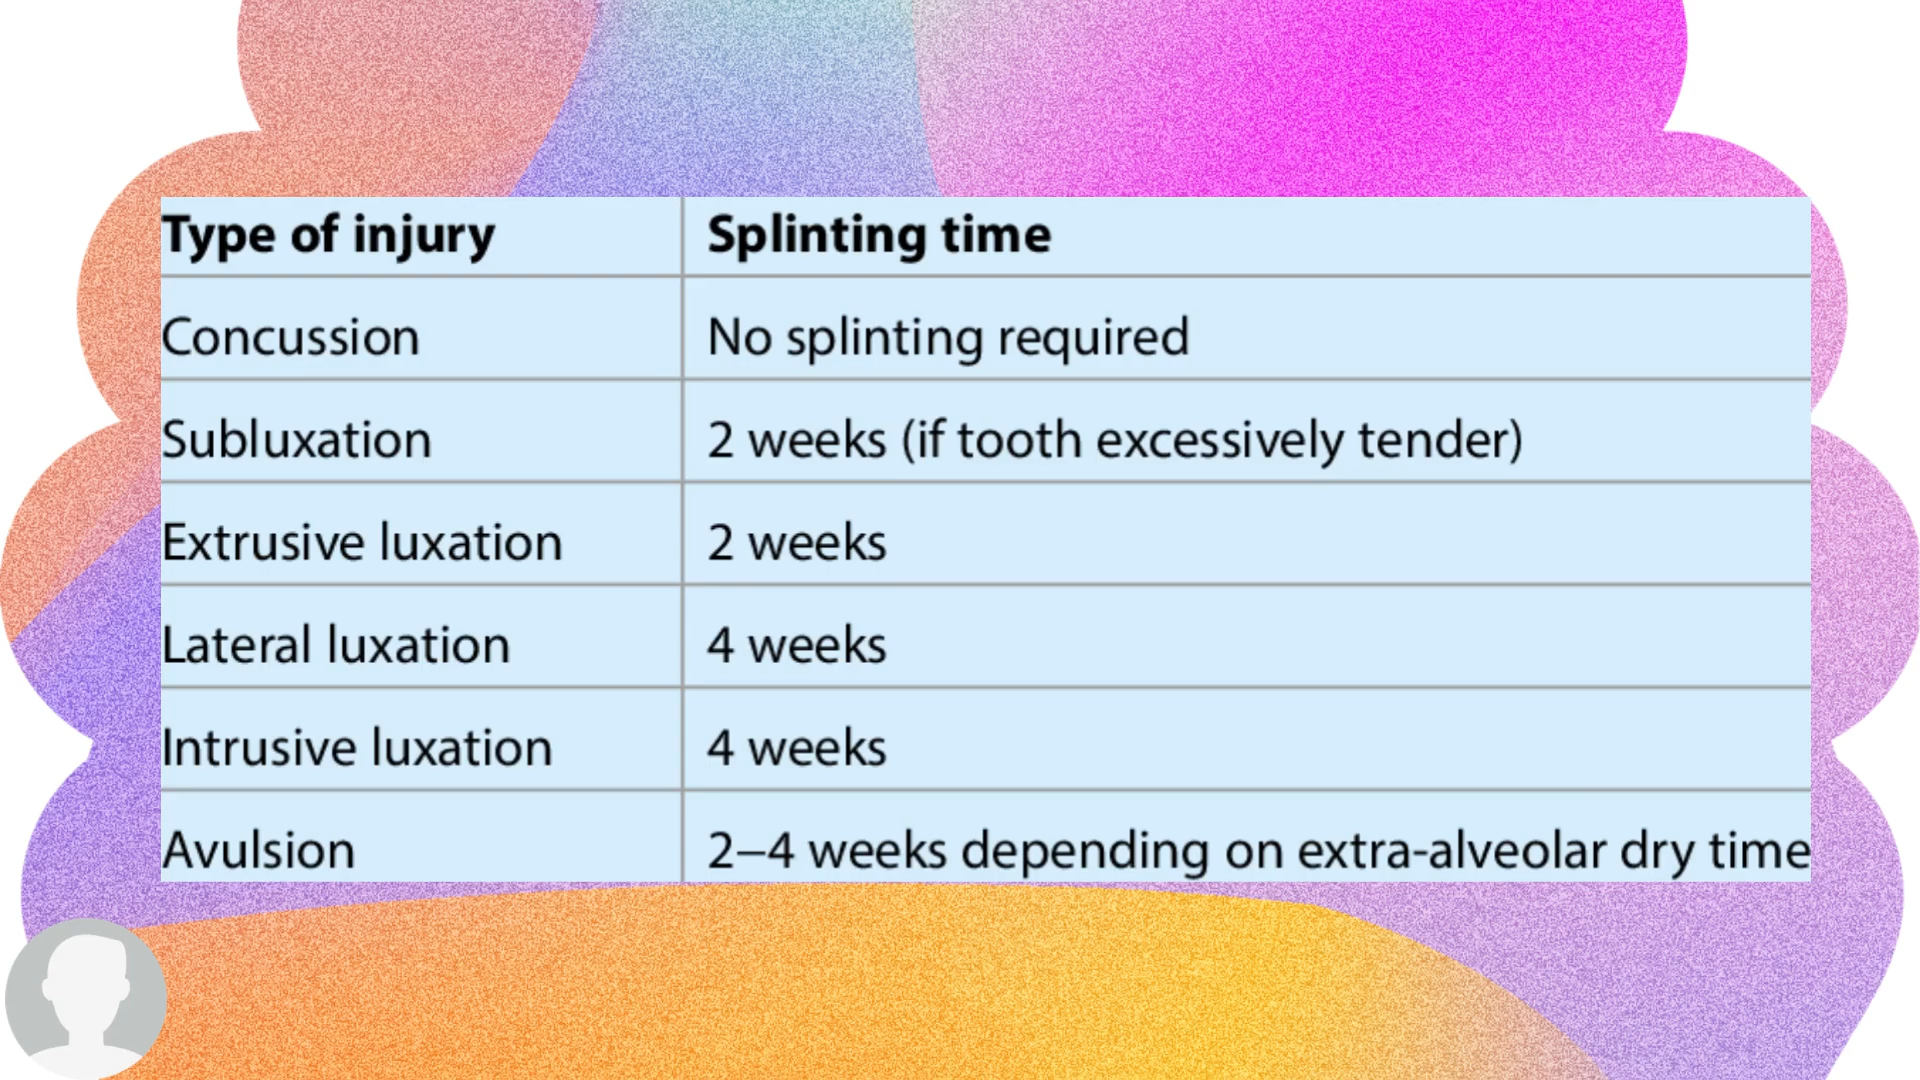 Type of injury Splinting time
Concussion No splinting required
Subluxation 2 weeks (if tooth excessively tender)
Extrusive luxation 2 weeks
Lateral luxation 4 weeks
Intrusive luxation 4 weeks
Avulsion 2–4 weeks depending on extra-alveolar dry time